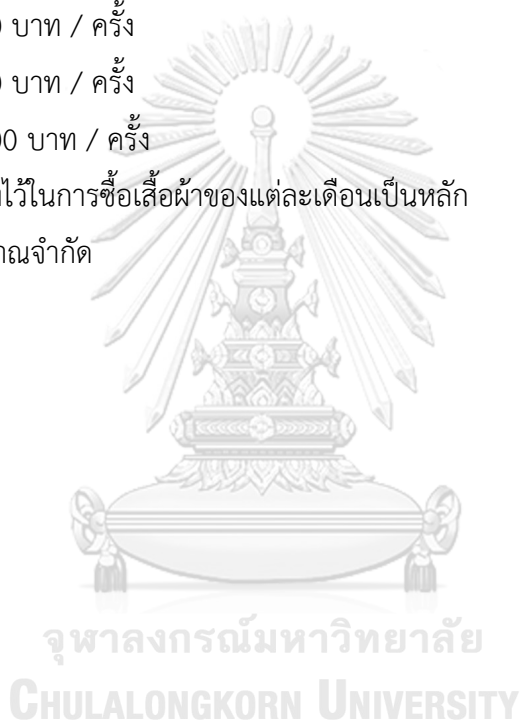 0 บาท / ครั้ง
0 บาท / ครั้ง
00 บาท / ครั้ง
ไว้ในการซื้อเสื้อผ้าของแต่ละเดือนเป็นหลัก
จำกัด
จุฬาลงกรณ์มหาวิทยาลัย
CHULALONGKORN UNIVERSITY